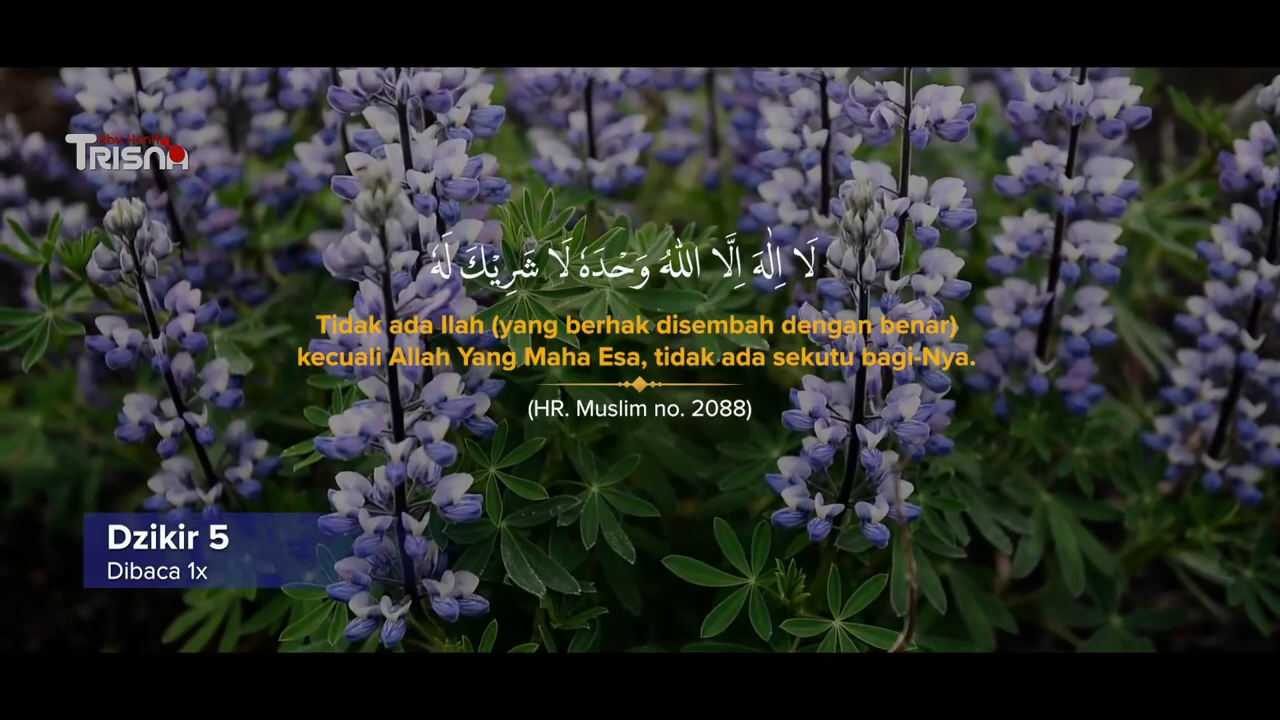 Abu Hanif
TRISNA
لَا اِلٰهَ اِلَّا اللّٰهُ وَحْدَهٗ لَا شَرِيْكَ لَهٗ
Tidak ada Ilah (yang berhak disembah dengan benar)
kecuali Allah Yang Maha Esa, tidak ada sekutu bagi-Nya.
(HR. Muslim no. 2088)
Dzikir 5
Dibaca 1x